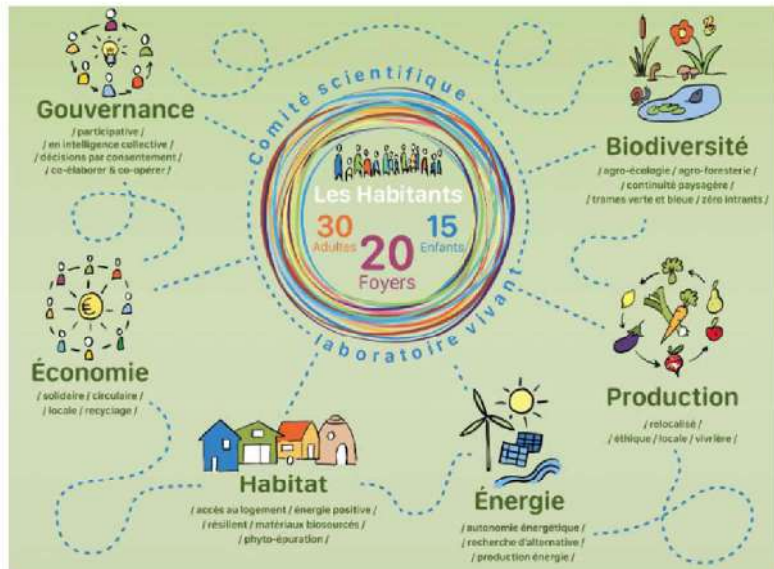 Gouvernance
/ participative /
/ en intelligence collective /
/ décisions par consentement /
/ co-élaborer & co-opérer /
Comité scientifique
Les Habitants
30
Adultes
15
Enfants
20
Foyers
laboratoire vivant
Biodiversité
/ agro-écologie / agro-foresterie /
/ continuité paysagère /
/ trames verte et bleue / zéro intrants /
€
Économie
/ solidaire / circulaire /
/ locale / recyclage /
Production
/ relocalisé /
/ éthique / locale / vivrière /
Habitat
/ accès au logement / énergie positive /
/ résilient / matériaux biosourcés /
/ phyto-épuration /
Énergie
/ autonomie énergétique /
/ recherche d'alternative /
/ production énergie /